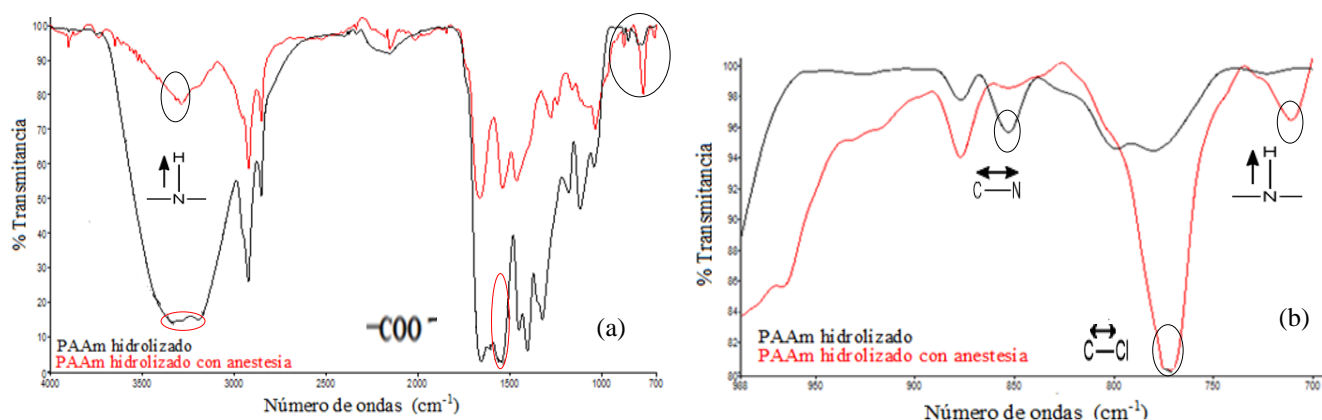 (a)
% Transmitancia
100
90
80
70
60
50
40
30
20
10
0
H
N
-COO-
PAAm hidrolizado
PAAm hidrolizado con anestesia
4000 3500 3000 2500 2000 1500 1000 700
Número de ondas (cm-1)
(b)
% Transmitancia
100
98
96
94
92
90
88
86
84
82
80
C—N
H
N
C—Cl
PAAm hidrolizado
PAAm hidrolizado con anestesia
988 950 900 850 800 750 700
Número de ondas (cm-1)